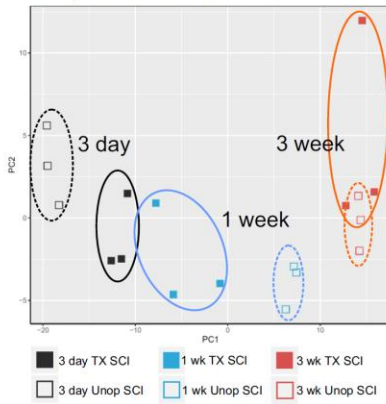 10
5
0
-5
PC2
3 day
3 week
1 week
-20 -10 0 10
PC1
3 day TX SCI 1 wk TX SCI 3 wk TX SCI
3 day Unop SCI 1 wk Unop SCI 3 wk Unop SCI